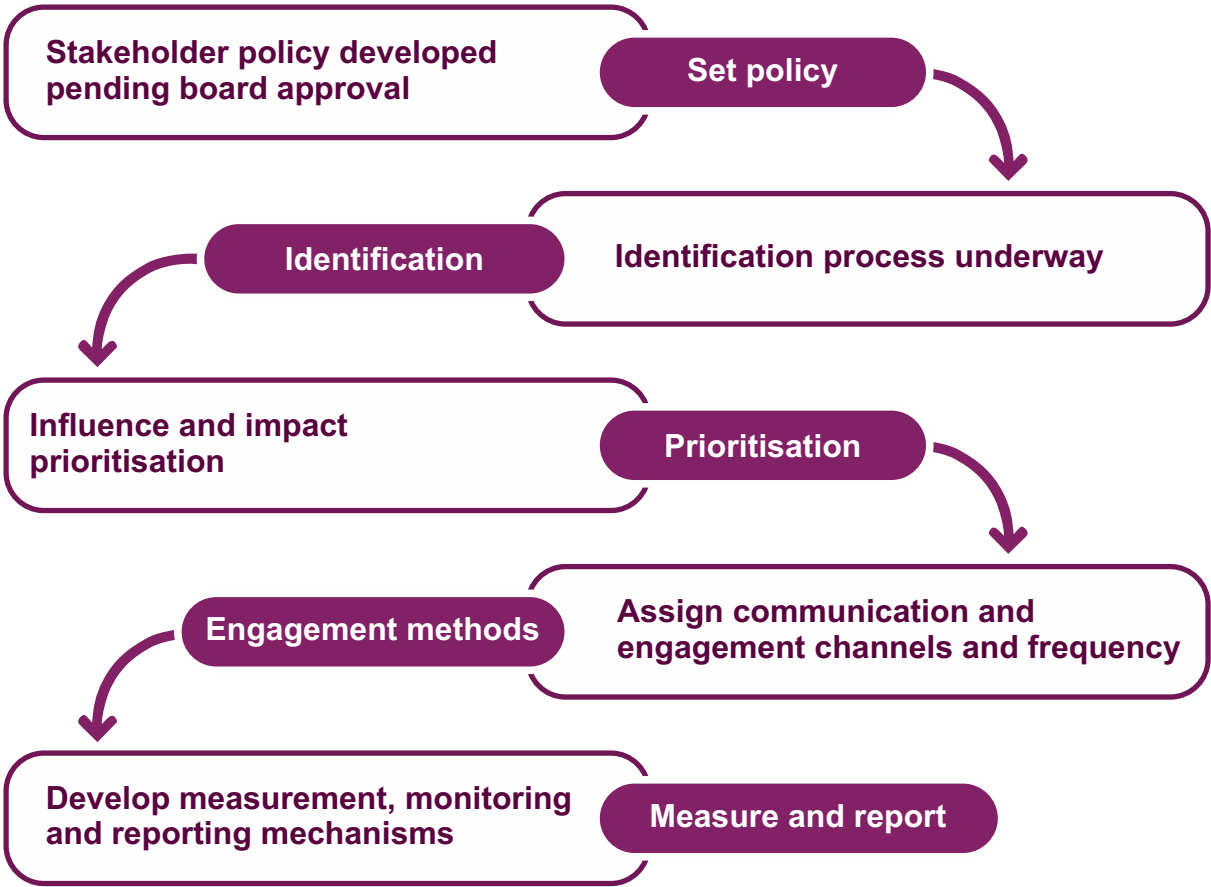 Stakeholder policy developed
pending board approval
Set policy
Identification
Identification process underway
Influence and impact
prioritisation
Prioritisation
Engagement methods
Assign communication and
engagement channels and frequency
Develop measurement, monitoring
and reporting mechanisms
Measure and report